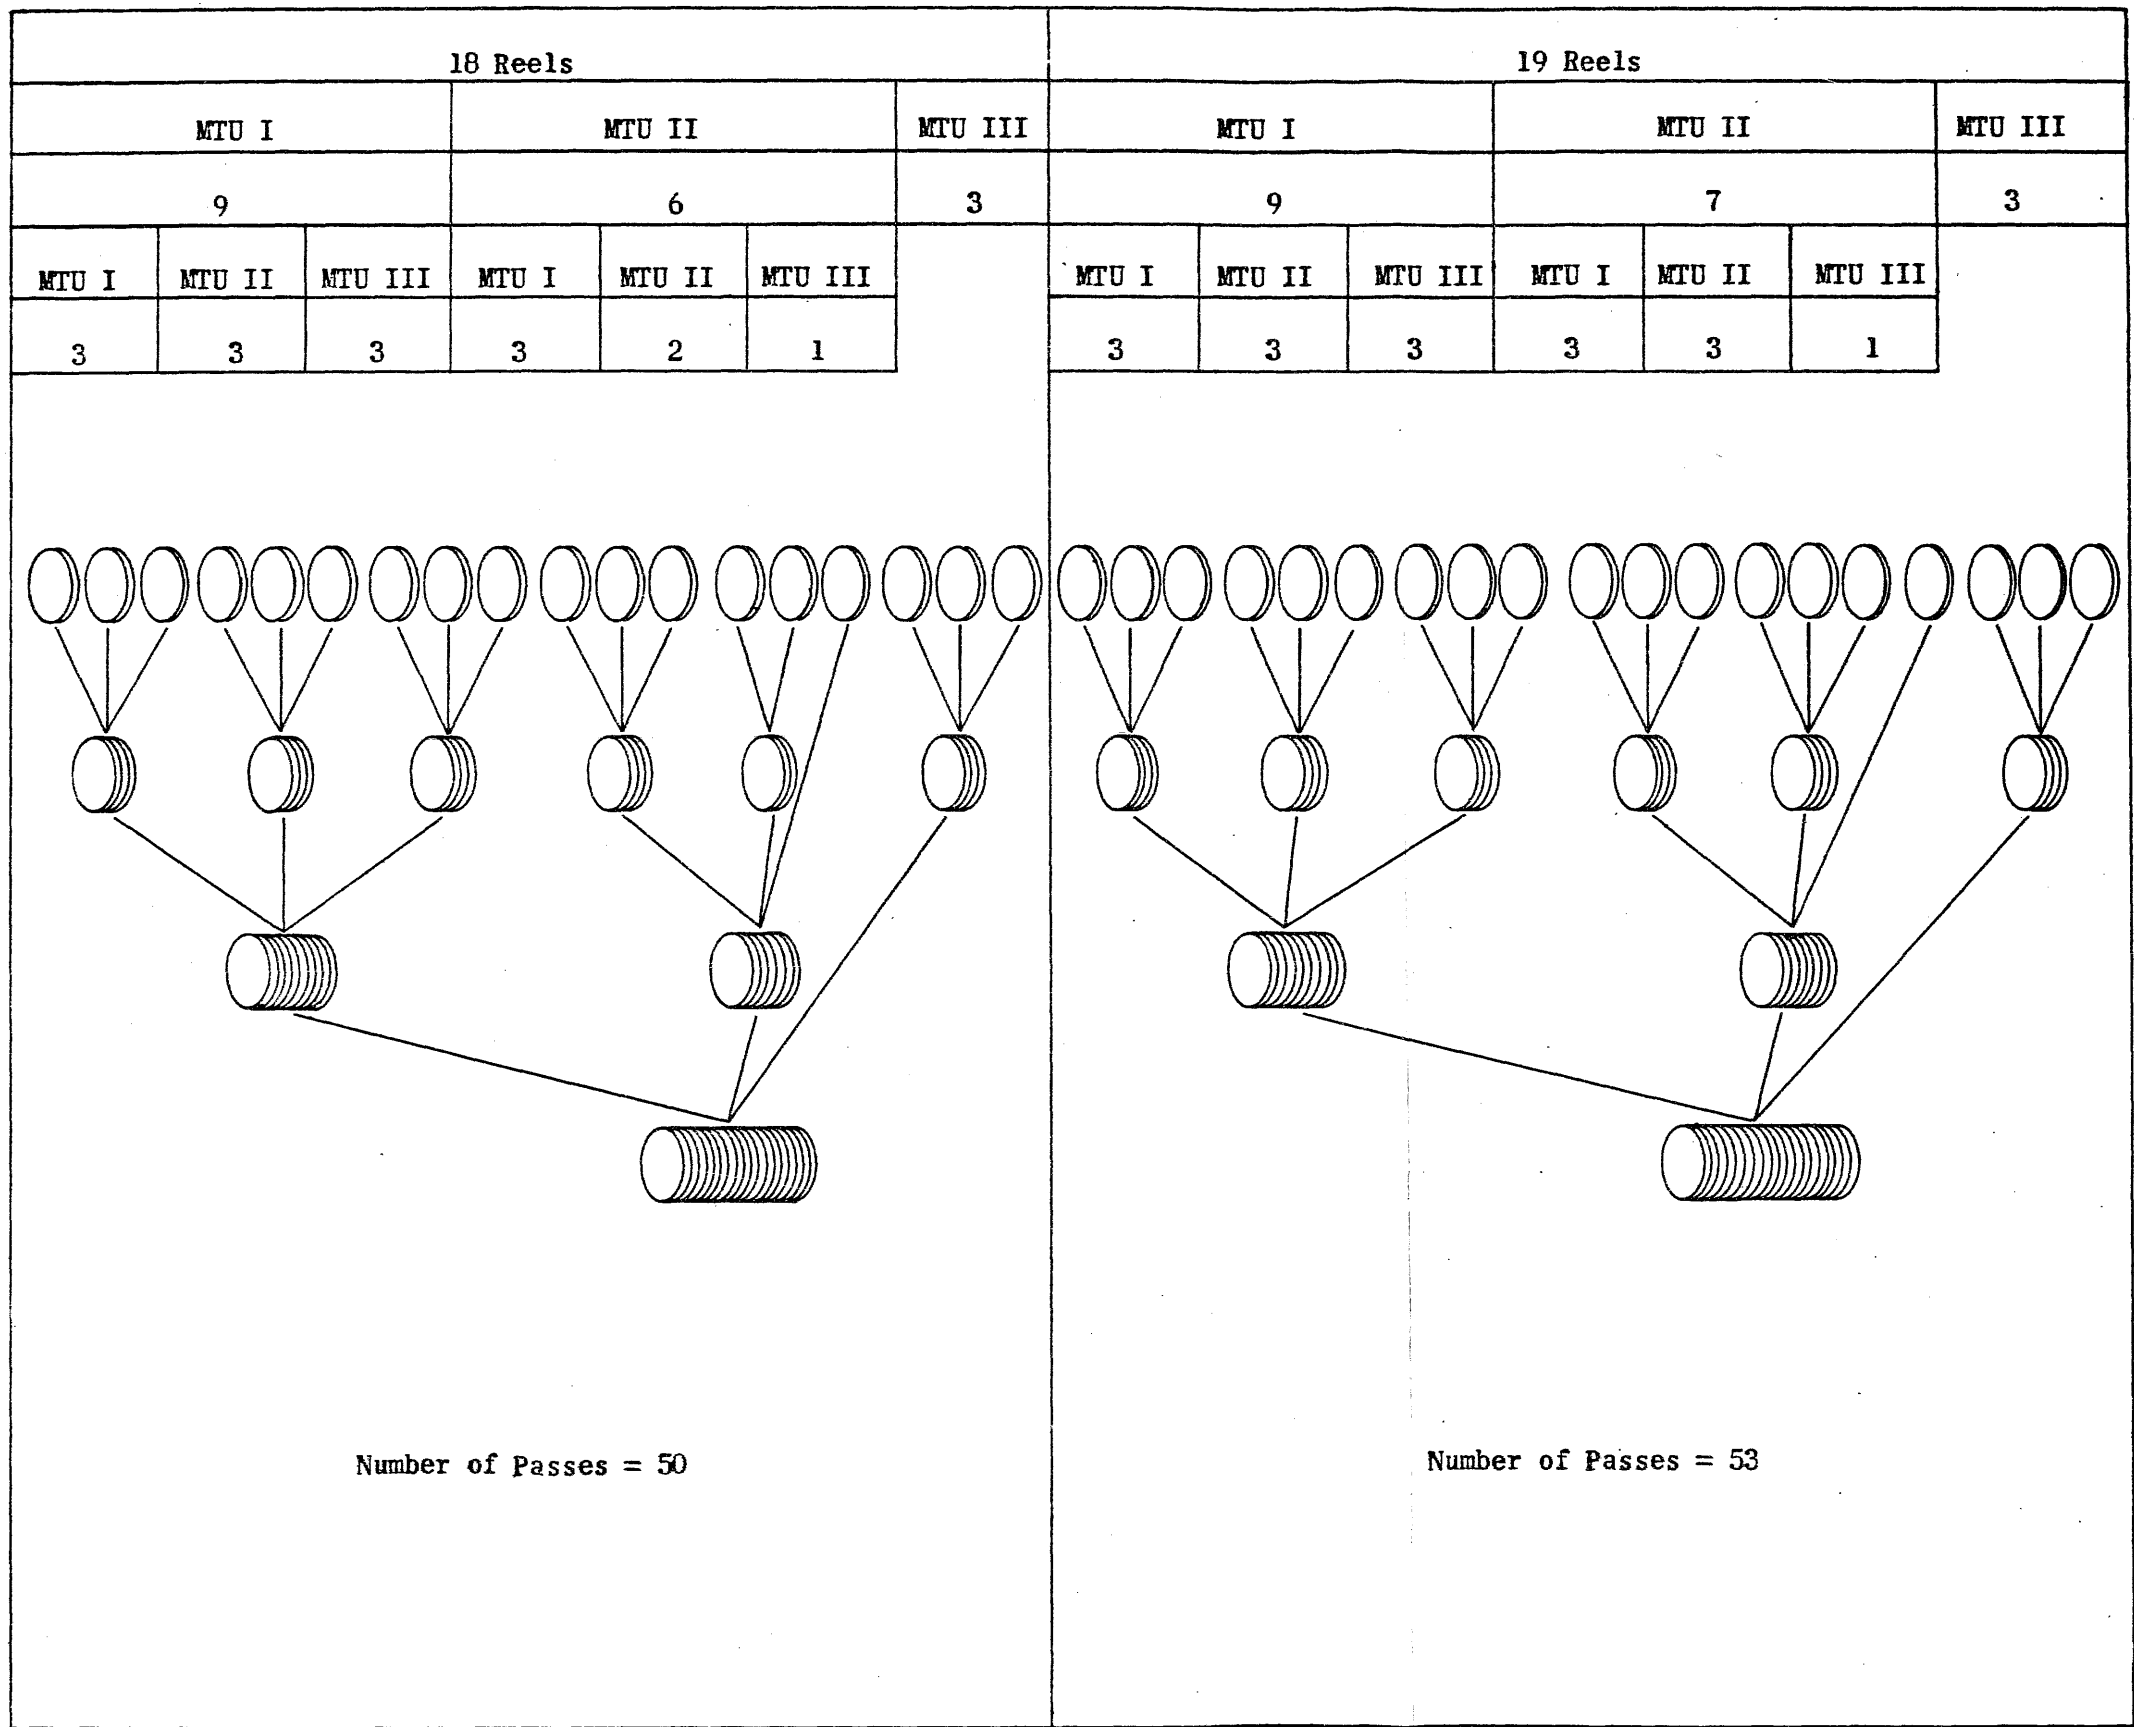 18 Reels 19 Reels
MTU I MTU II MTU III MTU I MTU II MTU III
9 6 3 9 7 3
MTU I MTU II MTU III MTU I MTU II MTU III MTU I MTU II MTU III MTU I MTU II MTU III
3 3 3 3 2 1 3 3 3 3 3 1
Number of Passes = 50 Number of Passes = 53